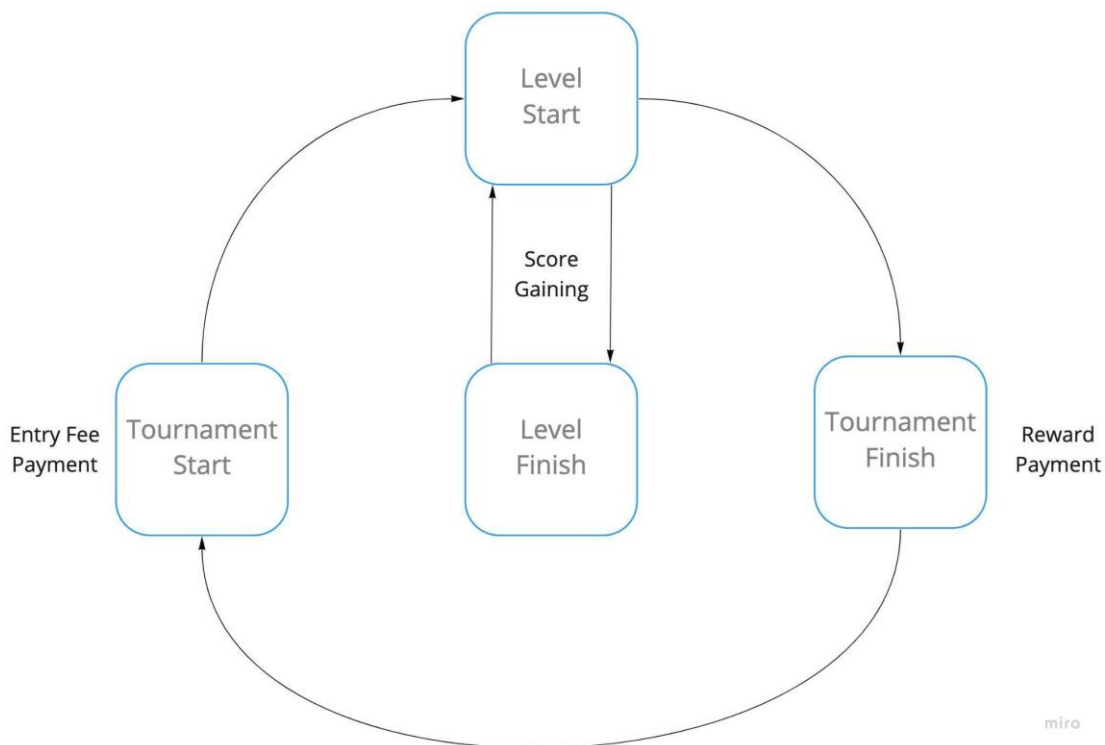 Level
Start
Score
Gaining
Entry Fee
Payment
Tournament
Start
Level
Finish
Tournament
Finish
Reward
Payment
miro